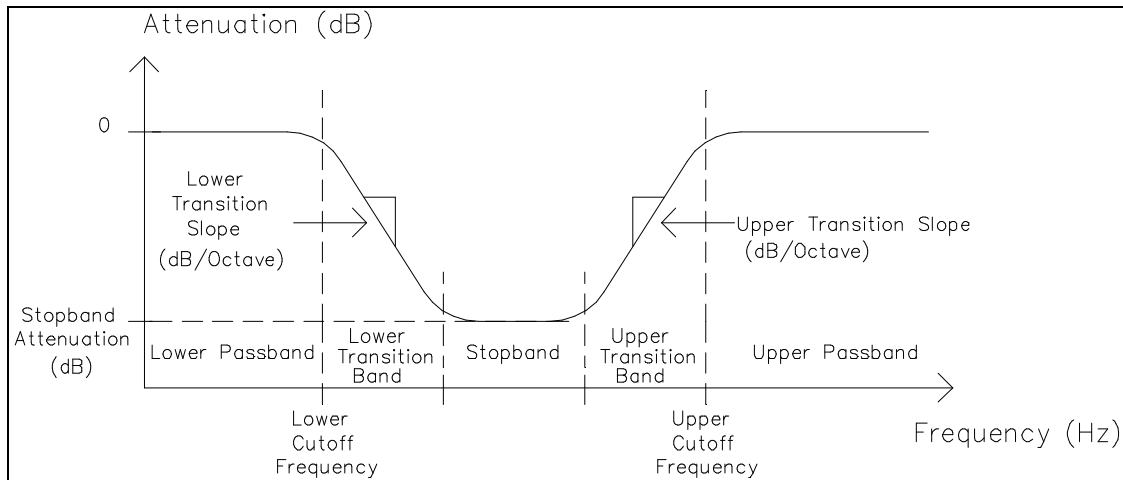 Attenuation (dB)
0
Lower
Transition
Slope
(dB/Octave)
Upper Transition Slope
(dB/Octave)
Stopband
Attenuation
(dB)
Lower Passband
Lower
Transition
Band
Stopband
Upper
Transition
Band
Upper Passband
Lower
Cutoff
Frequency
Upper
Cutoff
Frequency
Frequency (Hz)